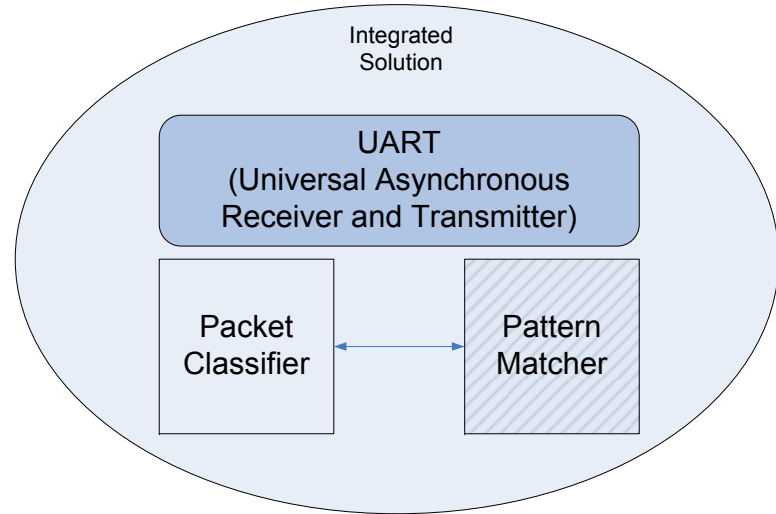 Integrated
Solution
UART
(Universal Asynchronous
Receiver and Transmitter)
Packet
Classifier
Pattern
Matcher